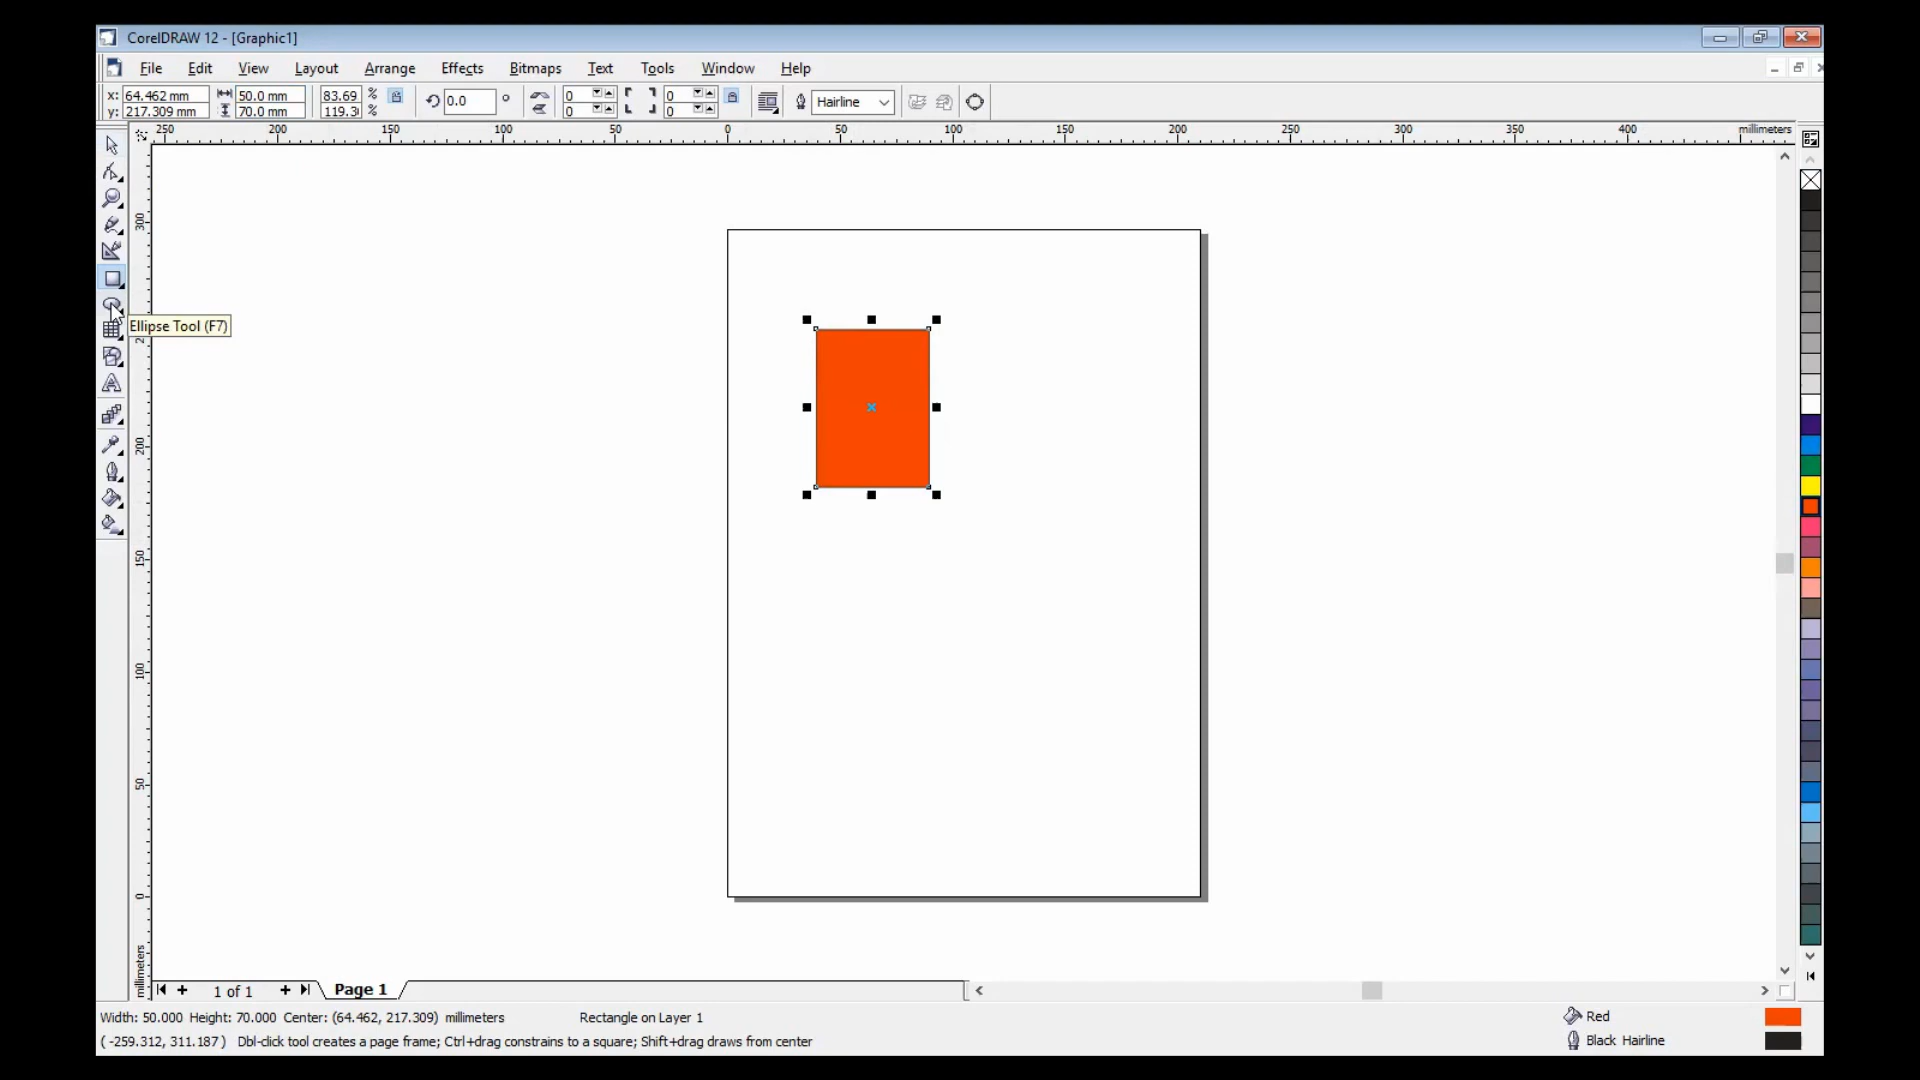 CorelDRAW 12 - [Graphic1]
File Edit View Layout Arrange Effects Bitmaps Text Tools Window Help
x: 64.462 mm 50.0 mm 83.69 % 0.0 ° 0 0 Hairline
y: 217.309 mm 70.0 mm 119.3 % 0 0
250 200 150 100 50 0 50 100 150 200 250 300 350 400 millimeters
300
Ellipse Tool (F7)
200
150
100
50
0
millimeters
1 of 1 Page 1
Width: 50.000 Height: 70.000 Center: (64.462, 217.309) millimeters Rectangle on Layer 1 Red
( -259.312, 311.187 ) Dbl-click tool creates a page frame; Ctrl+drag constrains to a square; Shift+drag draws from center Black Hairline